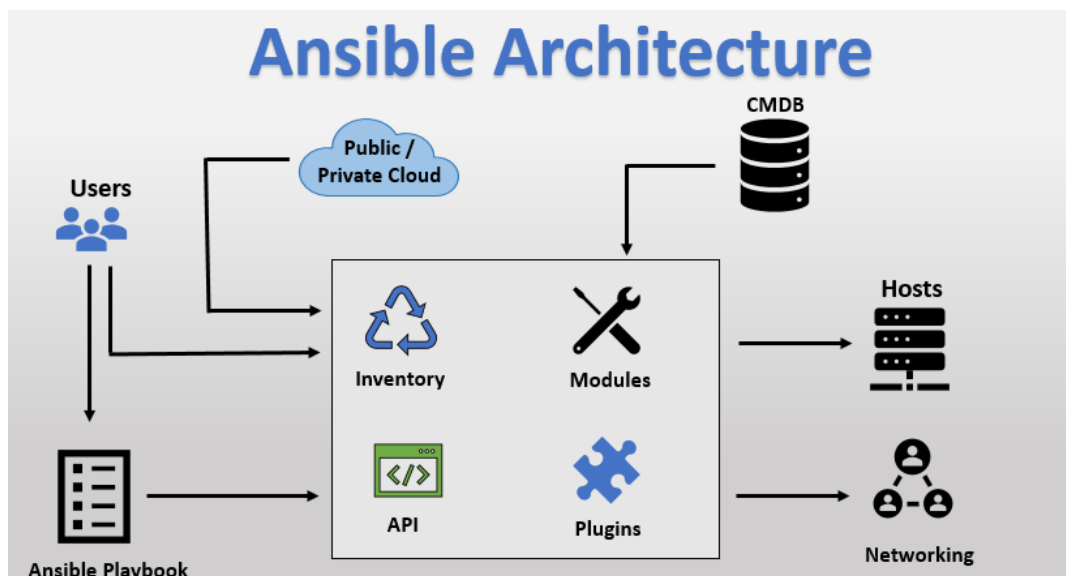 Ansible Architecture
CMDB
Public /
Private Cloud
Users
Hosts
Inventory
Modules
API
Plugins
Networking
Ansible Playbook